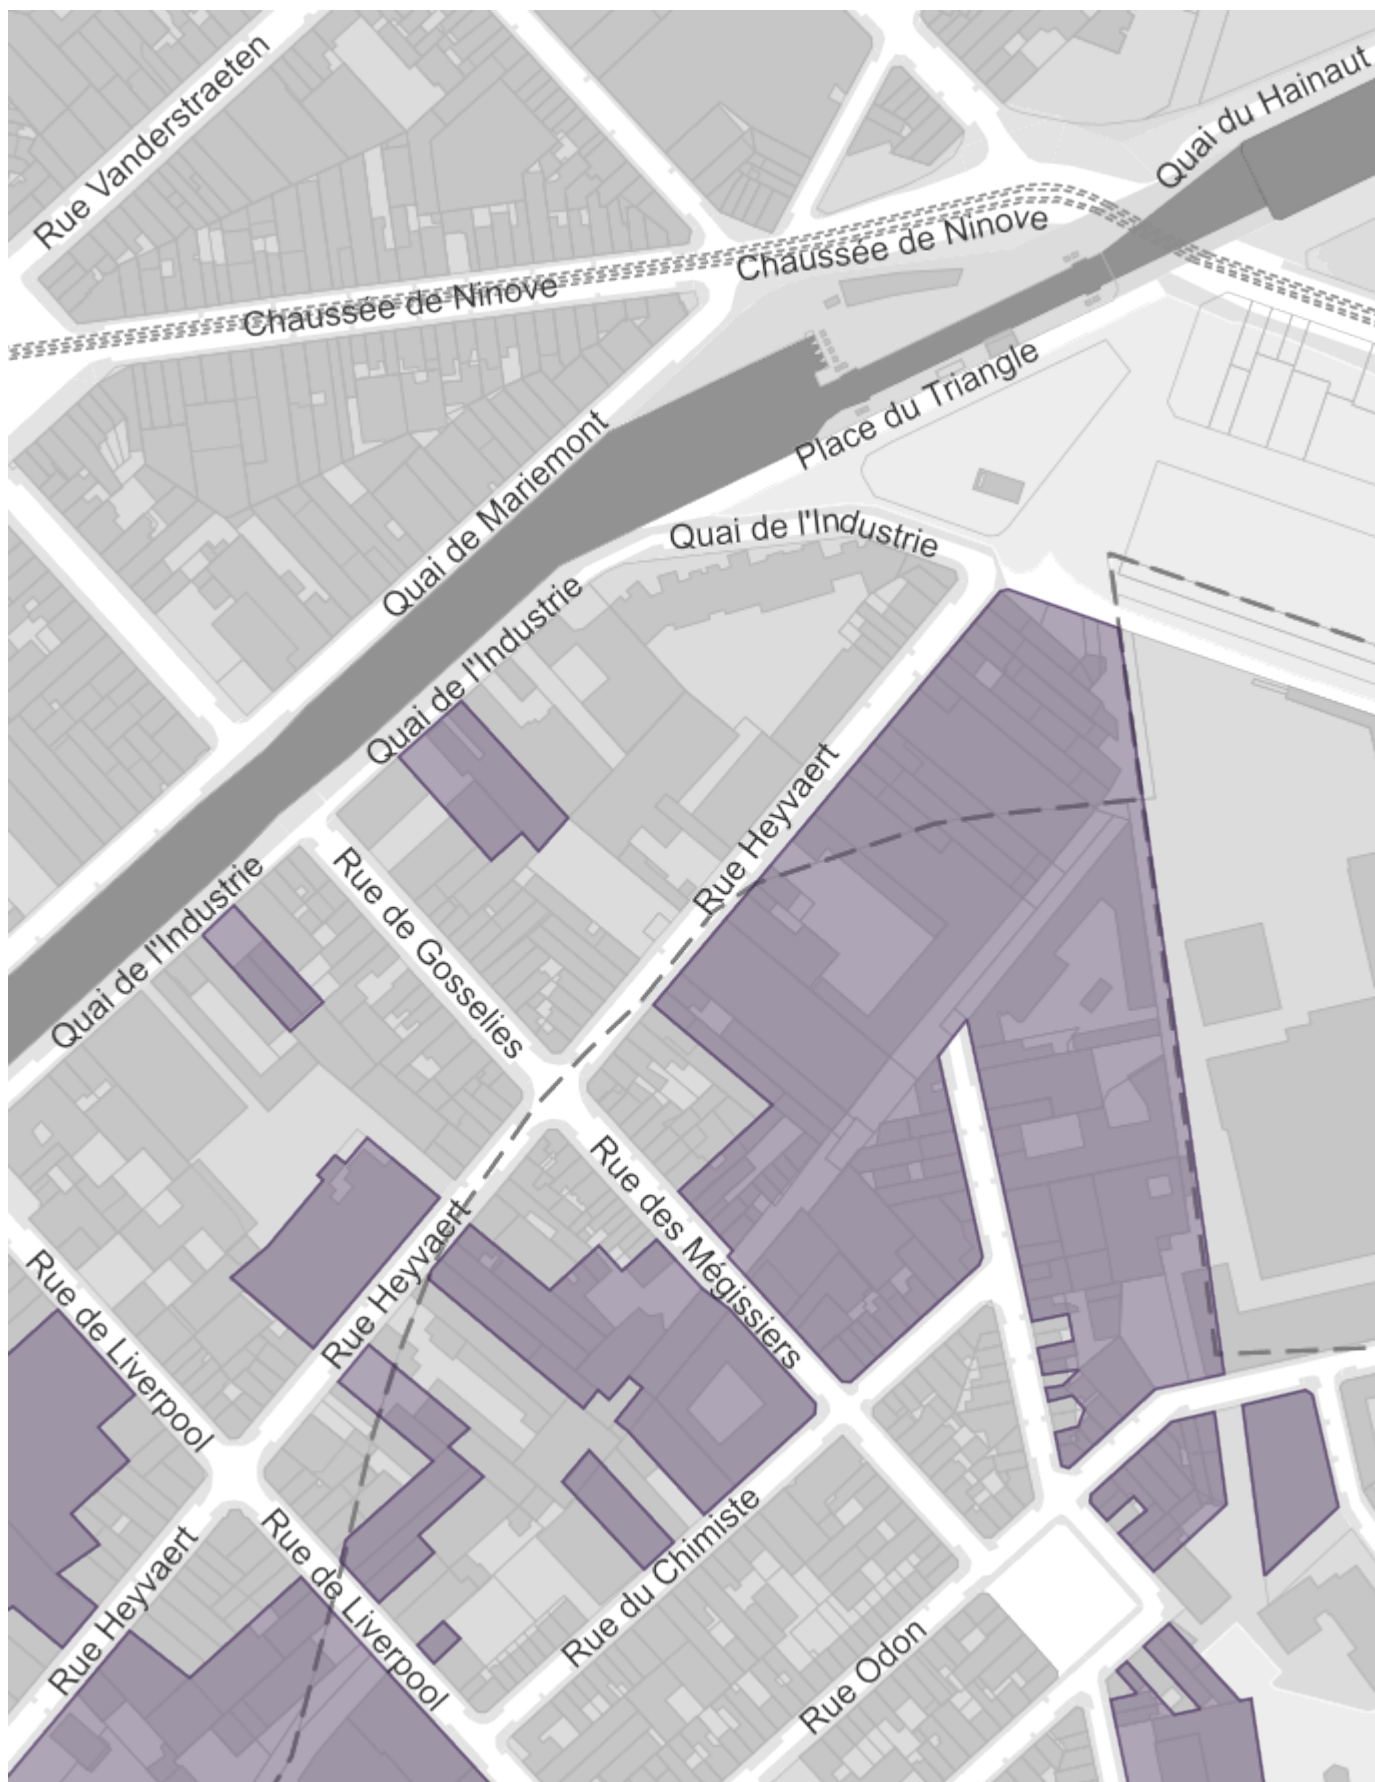 Rue Vanderstraeten
Quai du Hainaut
Chaussée de Ninove
Chaussée de Ninove
Place du Triangle
Quai de Mariemont
Quai de l'Industrie
Quai de l'Industrie
Rue Heyvaert
Quai de l'Industrie
Rue de Gosselies
Rue des Mégissiers
Rue Heyvaert
Rue de Liverpool
Rue Heyvaert
Rue de Liverpool
Rue du Chimiste
Rue Odon